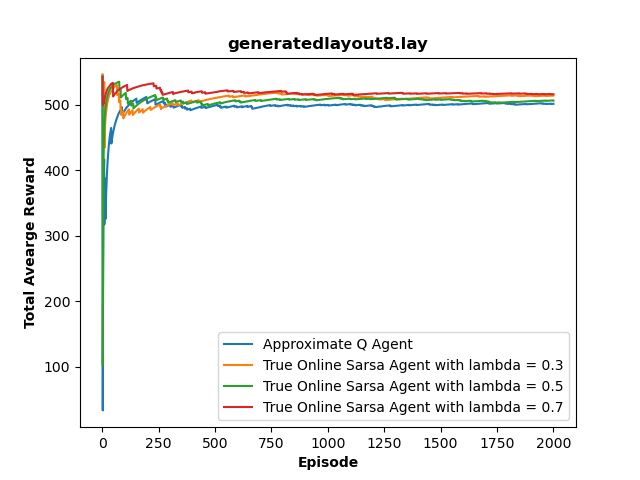 generatedlayout8.lay
Total Avearge Reward
500
400
300
200
100
Approximate Q Agent
True Online Sarsa Agent with lambda = 0.3
True Online Sarsa Agent with lambda = 0.5
True Online Sarsa Agent with lambda = 0.7
0 250 500 750 1000 1250 1500 1750 2000
Episode